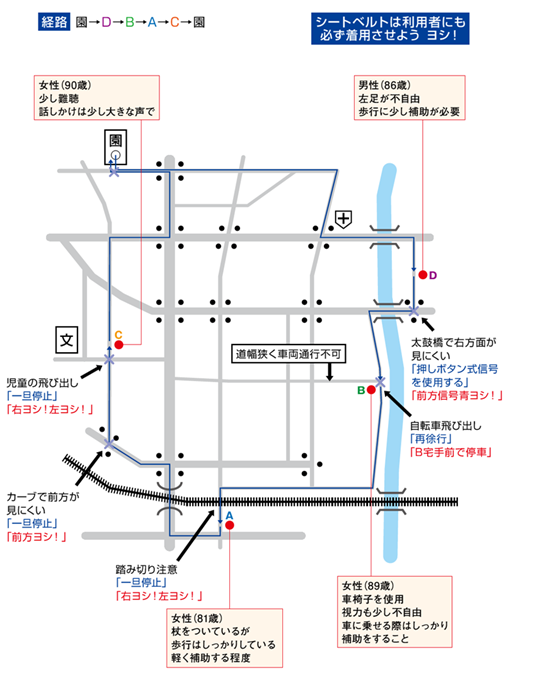 経路 園→D→B→A→C→園
シートベルトは利用者にも
必ず着用させよう ヨシ！
女性（90歳）
少し難聴
話しかけは少し大きな声で
男性（86歳）
左足が不自由
歩行に少し補助が必要
園
D
C
文
道幅狭く車両通行不可
太鼓橋で右方面が
見にくい
「押しボタン式信号
を使用する」
「前方信号青ヨシ！」
児童の飛び出し
「一旦停止」
「右ヨシ！左ヨシ！」
B
自転車飛び出し
「再徐行」
「B宅手前で停車」
カーブで前方が
見にくい
「一旦停止」
「前方ヨシ！」
A
踏み切り注意
「一旦停止」
「右ヨシ！左ヨシ！」
女性（81歳）
杖をついているが
歩行はしっかりしている
軽く補助する程度
女性（89歳）
車椅子を使用
視力も少し不自由
車に乗せる際はしっかり
補助をすること